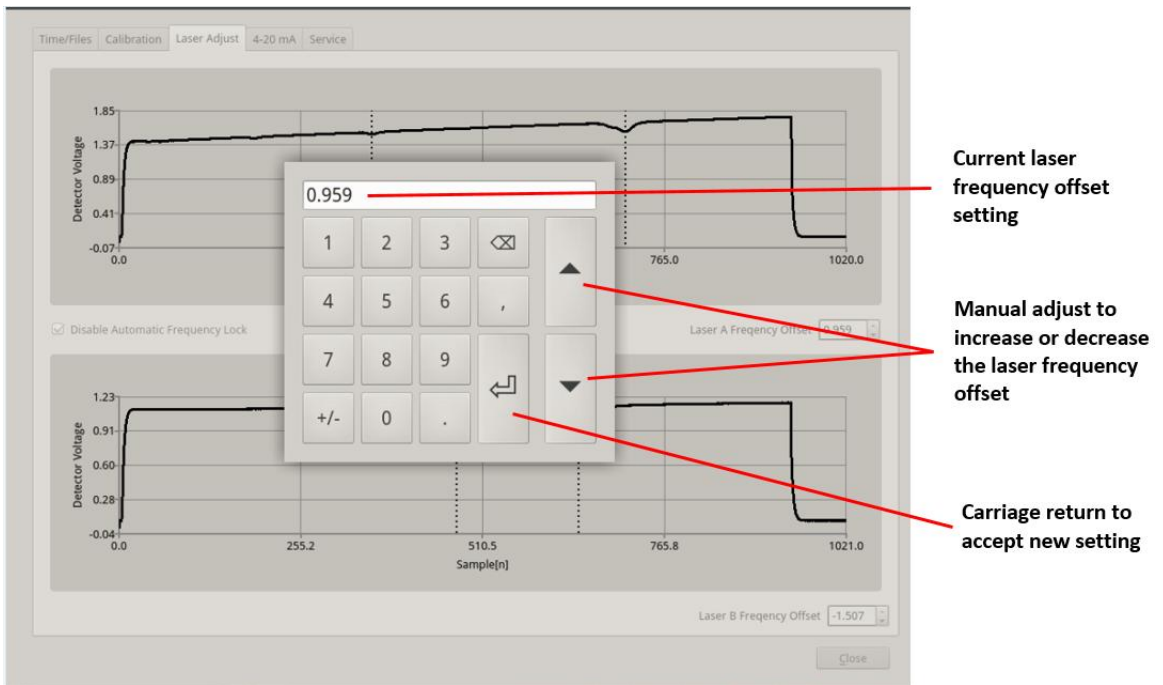 Time/Files Calibration Laser Adjust 4-20 mA Service
1.85
1.37
0.89
0.41
-0.07
Detector Voltage
0.0
765.0
1020.0
0.959
1 2 3
4 5 6 ,
7 8 9
+/- 0 .
Current laser
frequency offset
setting
Manual adjust to
increase or decrease
the laser frequency
offset
Carriage return to
accept new setting
Disable Automatic Frequency Lock
Laser A Freqency Offset 0.959
1.23
0.91
0.60
0.28
-0.04
Detector Voltage
0.0
255.2
510.5
765.8
1021.0
Sample[n]
Laser B Freqency Offset -1.507
Close